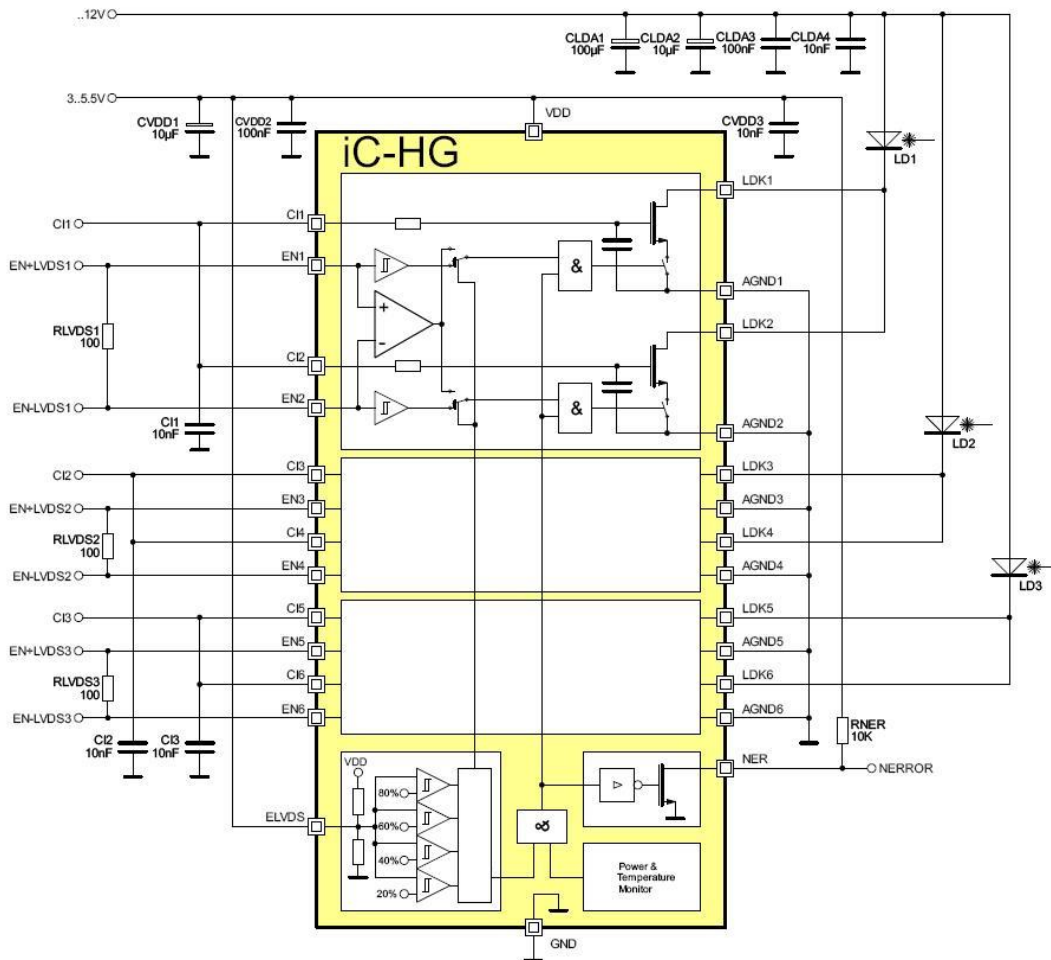 ..12V
CLDA1
100µF
CLDA2
10µF
CLDA3
100nF
CLDA4
10nF
3..5.5V
CVDD1
10µF
CVDD2
100nF
VDD
CVDD3
10nF
iC-HG
LD1
CI1
CI1
LDK1
EN+LVDS1
EN1
&
AGND1
RLVDS1
100
+
-
LDK2
CI2
EN-LVDS1
EN2
&
CI1
10nF
AGND2
LD2
CI2
CI3
LDK3
EN+LVDS2
EN3
AGND3
RLVDS2
100
CI4
LDK4
EN-LVDS2
EN4
AGND4
LD3
CI3
CI5
LDK5
EN+LVDS3
EN5
AGND5
RLVDS3
100
CI6
LDK6
EN-LVDS3
EN6
AGND6
CI2
10nF
CI3
10nF
RNER
10K
VDD
NER
NERROR
80%
ELVDS
60%
&
40%
20%
Power &
Temperature
Monitor
GND